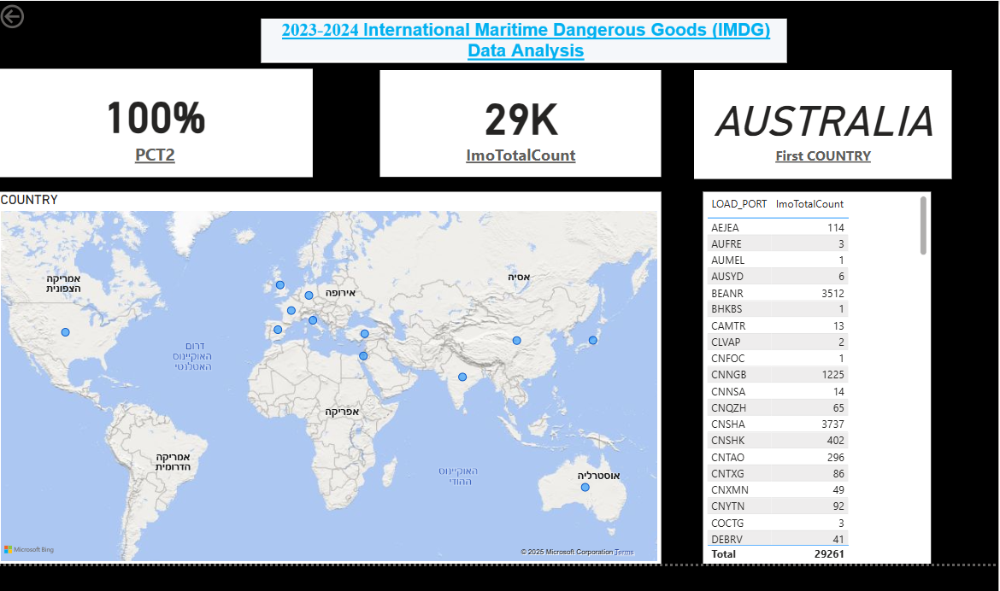 2023-2024 International Maritime Dangerous Goods (IMDG)
Data Analysis
100%
PCT2
29K
ImoTotalCount
AUSTRALIA
First COUNTRY
COUNTRY
אמריקה
הצפונית
אירופה
אסיה
דרום
האוקיינוס
האטלנטי
אפריקה
אמריקה
הדרומית
האוקיינוס
ההודי
אוסטרליה
Microsoft Bing
© 2025 Microsoft Corporation Terms
LOAD_PORT ImoTotalCount
AEJEA 114
AUFRE 3
AUMEL 1
AUSYD 6
BEANR 3512
BHKBS 1
CAMTR 13
CLVAP 2
CNFOC 1
CNNGB 1225
CNNSA 14
CNQZH 65
CNSHA 3737
CNSHK 402
CNTAO 296
CNTXG 86
CNXMN 49
CNYTN 92
COCTG 3
DEBRV 41
Total 29261